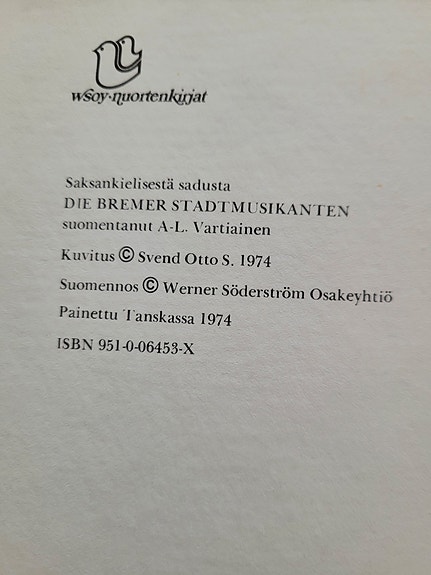 wsoy·nuortenkirjat
Saksankielisestä sadusta
DIE BREMER STADTMUSIKANTEN
suomentanut A-L. Vartiainen
Kuvitus © Svend Otto S. 1974
Suomennos © Werner Söderström Osakeyhtiö
Painettu Tanskassa 1974
ISBN 951-0-06453-X